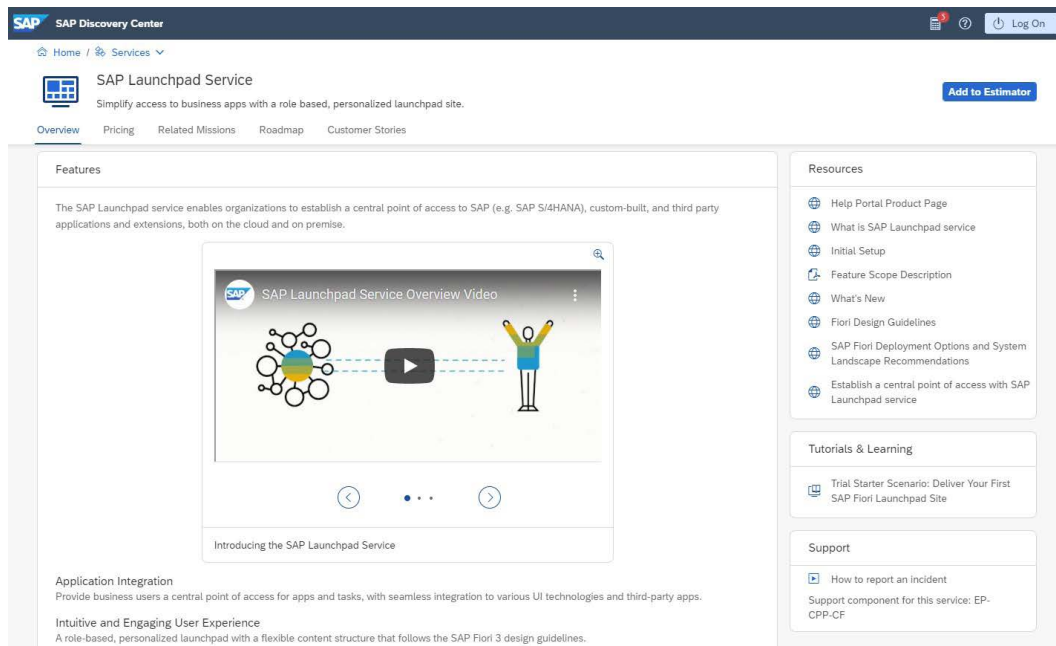 SAP SAP Discovery Center
5
Log On
Home / Services
SAP Launchpad Service
Simplify access to business apps with a role based, personalized launchpad site.
Add to Estimator
Overview Pricing Related Missions Roadmap Customer Stories
Features
The SAP Launchpad service enables organizations to establish a central point of access to SAP (e.g. SAP S/4HANA), custom-built, and third party
applications and extensions, both on the cloud and on premise.
SAP SAP Launchpad Service Overview Video
Introducing the SAP Launchpad Service
Application Integration
Provide business users a central point of access for apps and tasks, with seamless integration to various UI technologies and third-party apps.
Intuitive and Engaging User Experience
A role-based, personalized launchpad with a flexible content structure that follows the SAP Fiori 3 design guidelines.
Resources
Help Portal Product Page
What is SAP Launchpad service
Initial Setup
Feature Scope Description
What's New
Fiori Design Guidelines
SAP Fiori Deployment Options and System
Landscape Recommendations
Establish a central point of access with SAP
Launchpad service
Tutorials & Learning
Trial Starter Scenario: Deliver Your First
SAP Fiori Launchpad Site
Support
How to report an incident
Support component for this service: EP-
CPP-CF